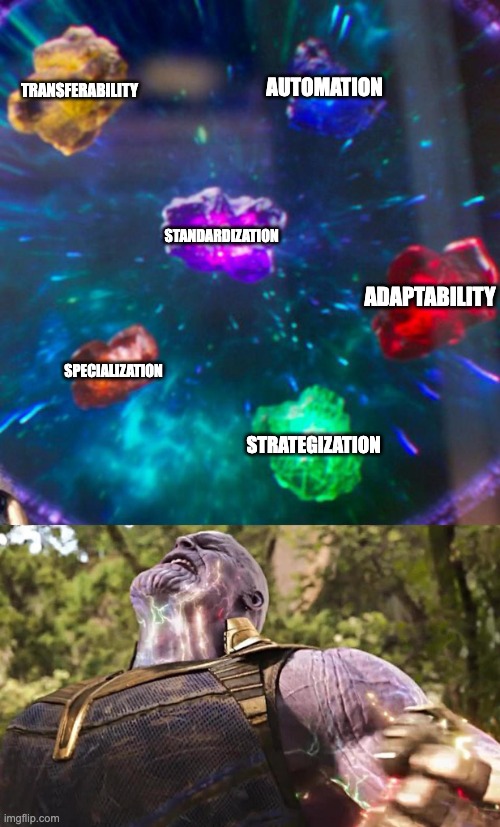 TRANSFERABILITY
AUTOMATION
STANDARDIZATION
ADAPTABILITY
SPECIALIZATION
STRATEGIZATION
imgflip.com